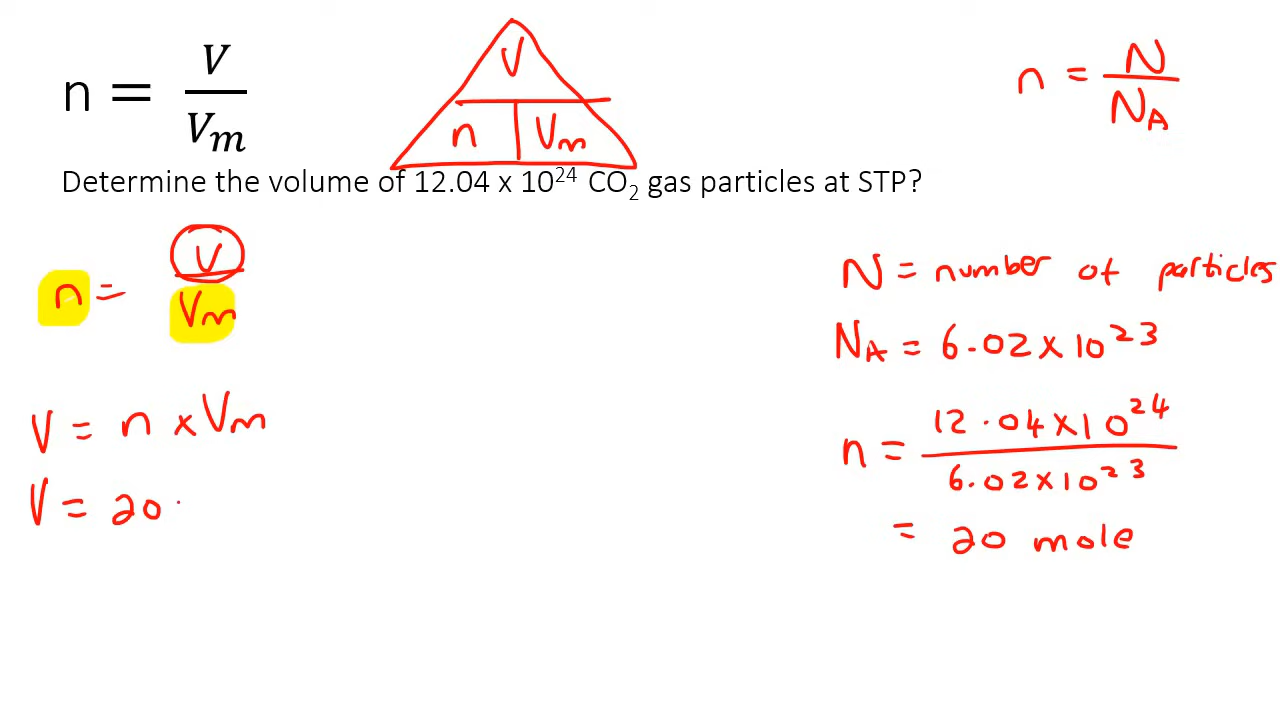 n = V / Vm
V
n | Vm
n = N / NA
Determine the volume of 12.04 x 10²⁴ CO₂ gas particles at STP?
n = V / Vm
V = n × Vm
V = 20
N = number of particles
NA = 6.02 × 10²³
n = 12.04 × 10²⁴ / 6.02 × 10²³
= 20 mole